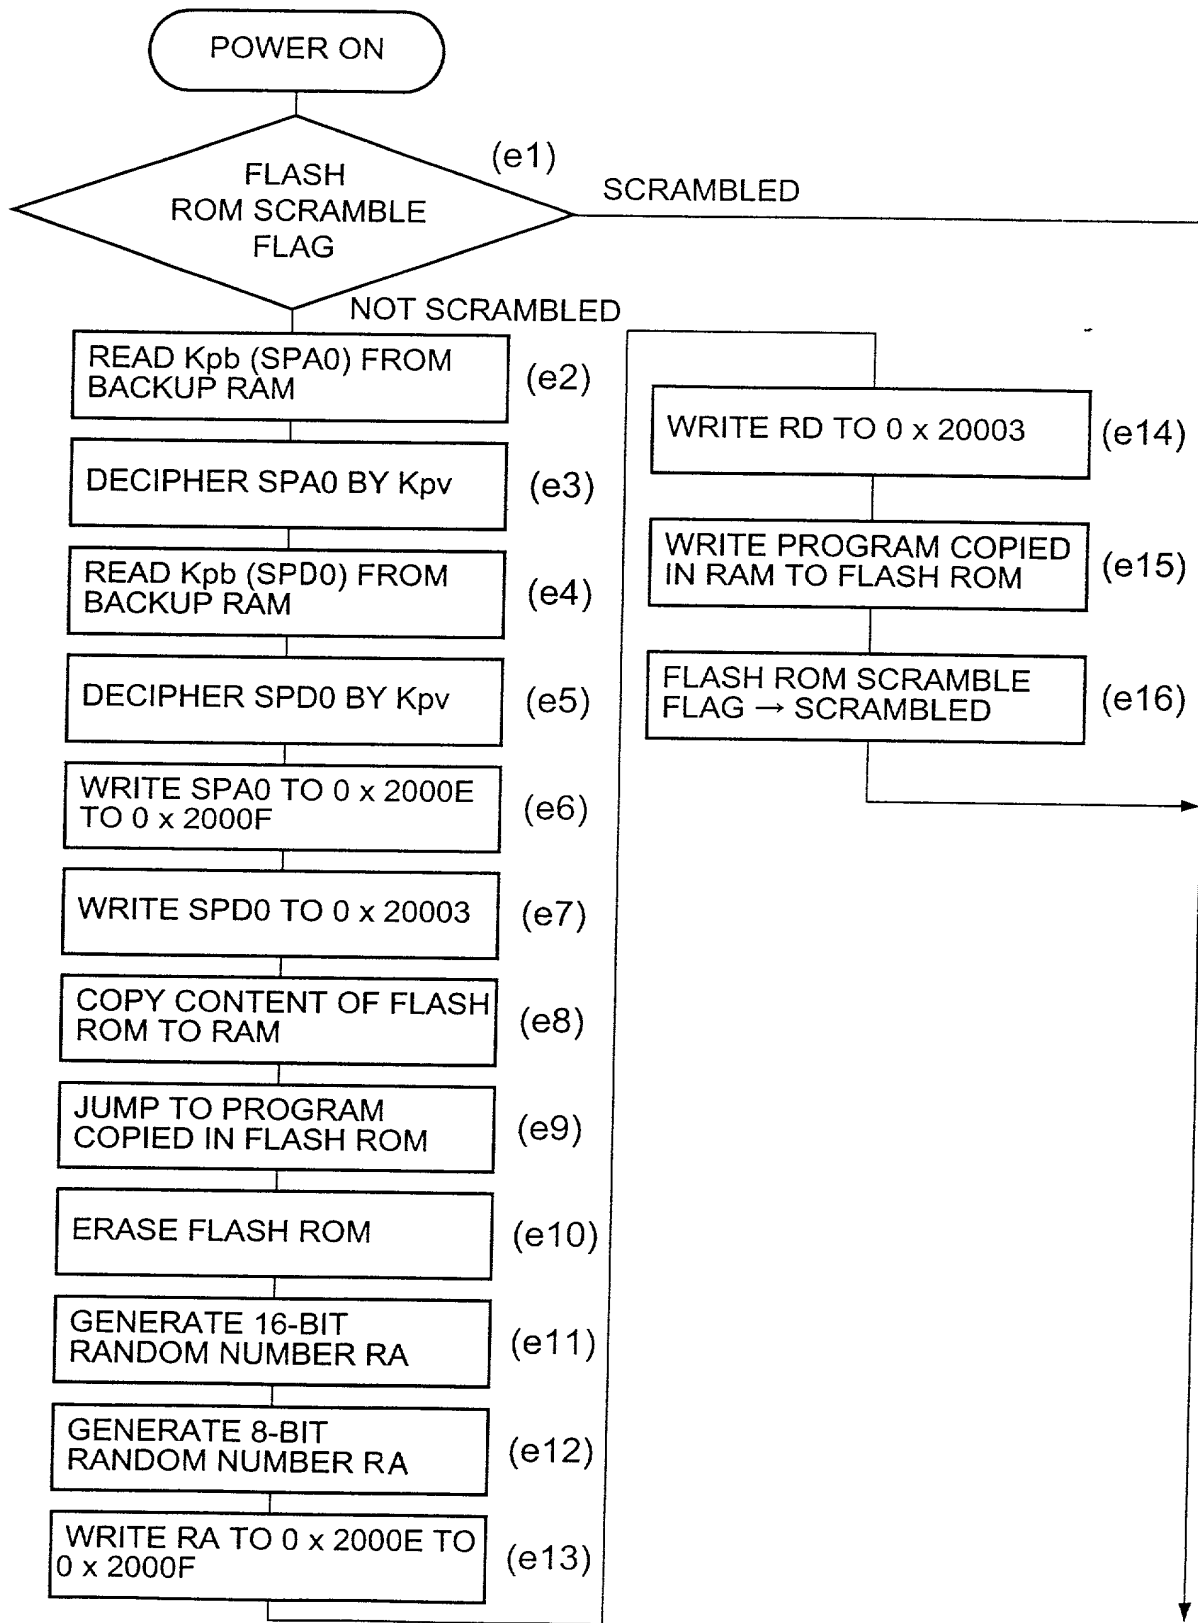 POWER ON
(e1)
FLASH
ROM SCRAMBLE
FLAG
SCRAMBLED
NOT SCRAMBLED
READ Kpb (SPA0) FROM
BACKUP RAM
(e2)
DECIPHER SPA0 BY Kpv
(e3)
READ Kpb (SPD0) FROM
BACKUP RAM
(e4)
DECIPHER SPD0 BY Kpv
(e5)
WRITE SPA0 TO 0 x 2000E
TO 0 x 2000F
(e6)
WRITE SPD0 TO 0 x 20003
(e7)
COPY CONTENT OF FLASH
ROM TO RAM
(e8)
JUMP TO PROGRAM
COPIED IN FLASH ROM
(e9)
ERASE FLASH ROM
(e10)
GENERATE 16-BIT
RANDOM NUMBER RA
(e11)
GENERATE 8-BIT
RANDOM NUMBER RA
(e12)
WRITE RA TO 0 x 2000E TO
0 x 2000F
(e13)
WRITE RD TO 0 x 20003
(e14)
WRITE PROGRAM COPIED
IN RAM TO FLASH ROM
(e15)
FLASH ROM SCRAMBLE
FLAG → SCRAMBLED
(e16)